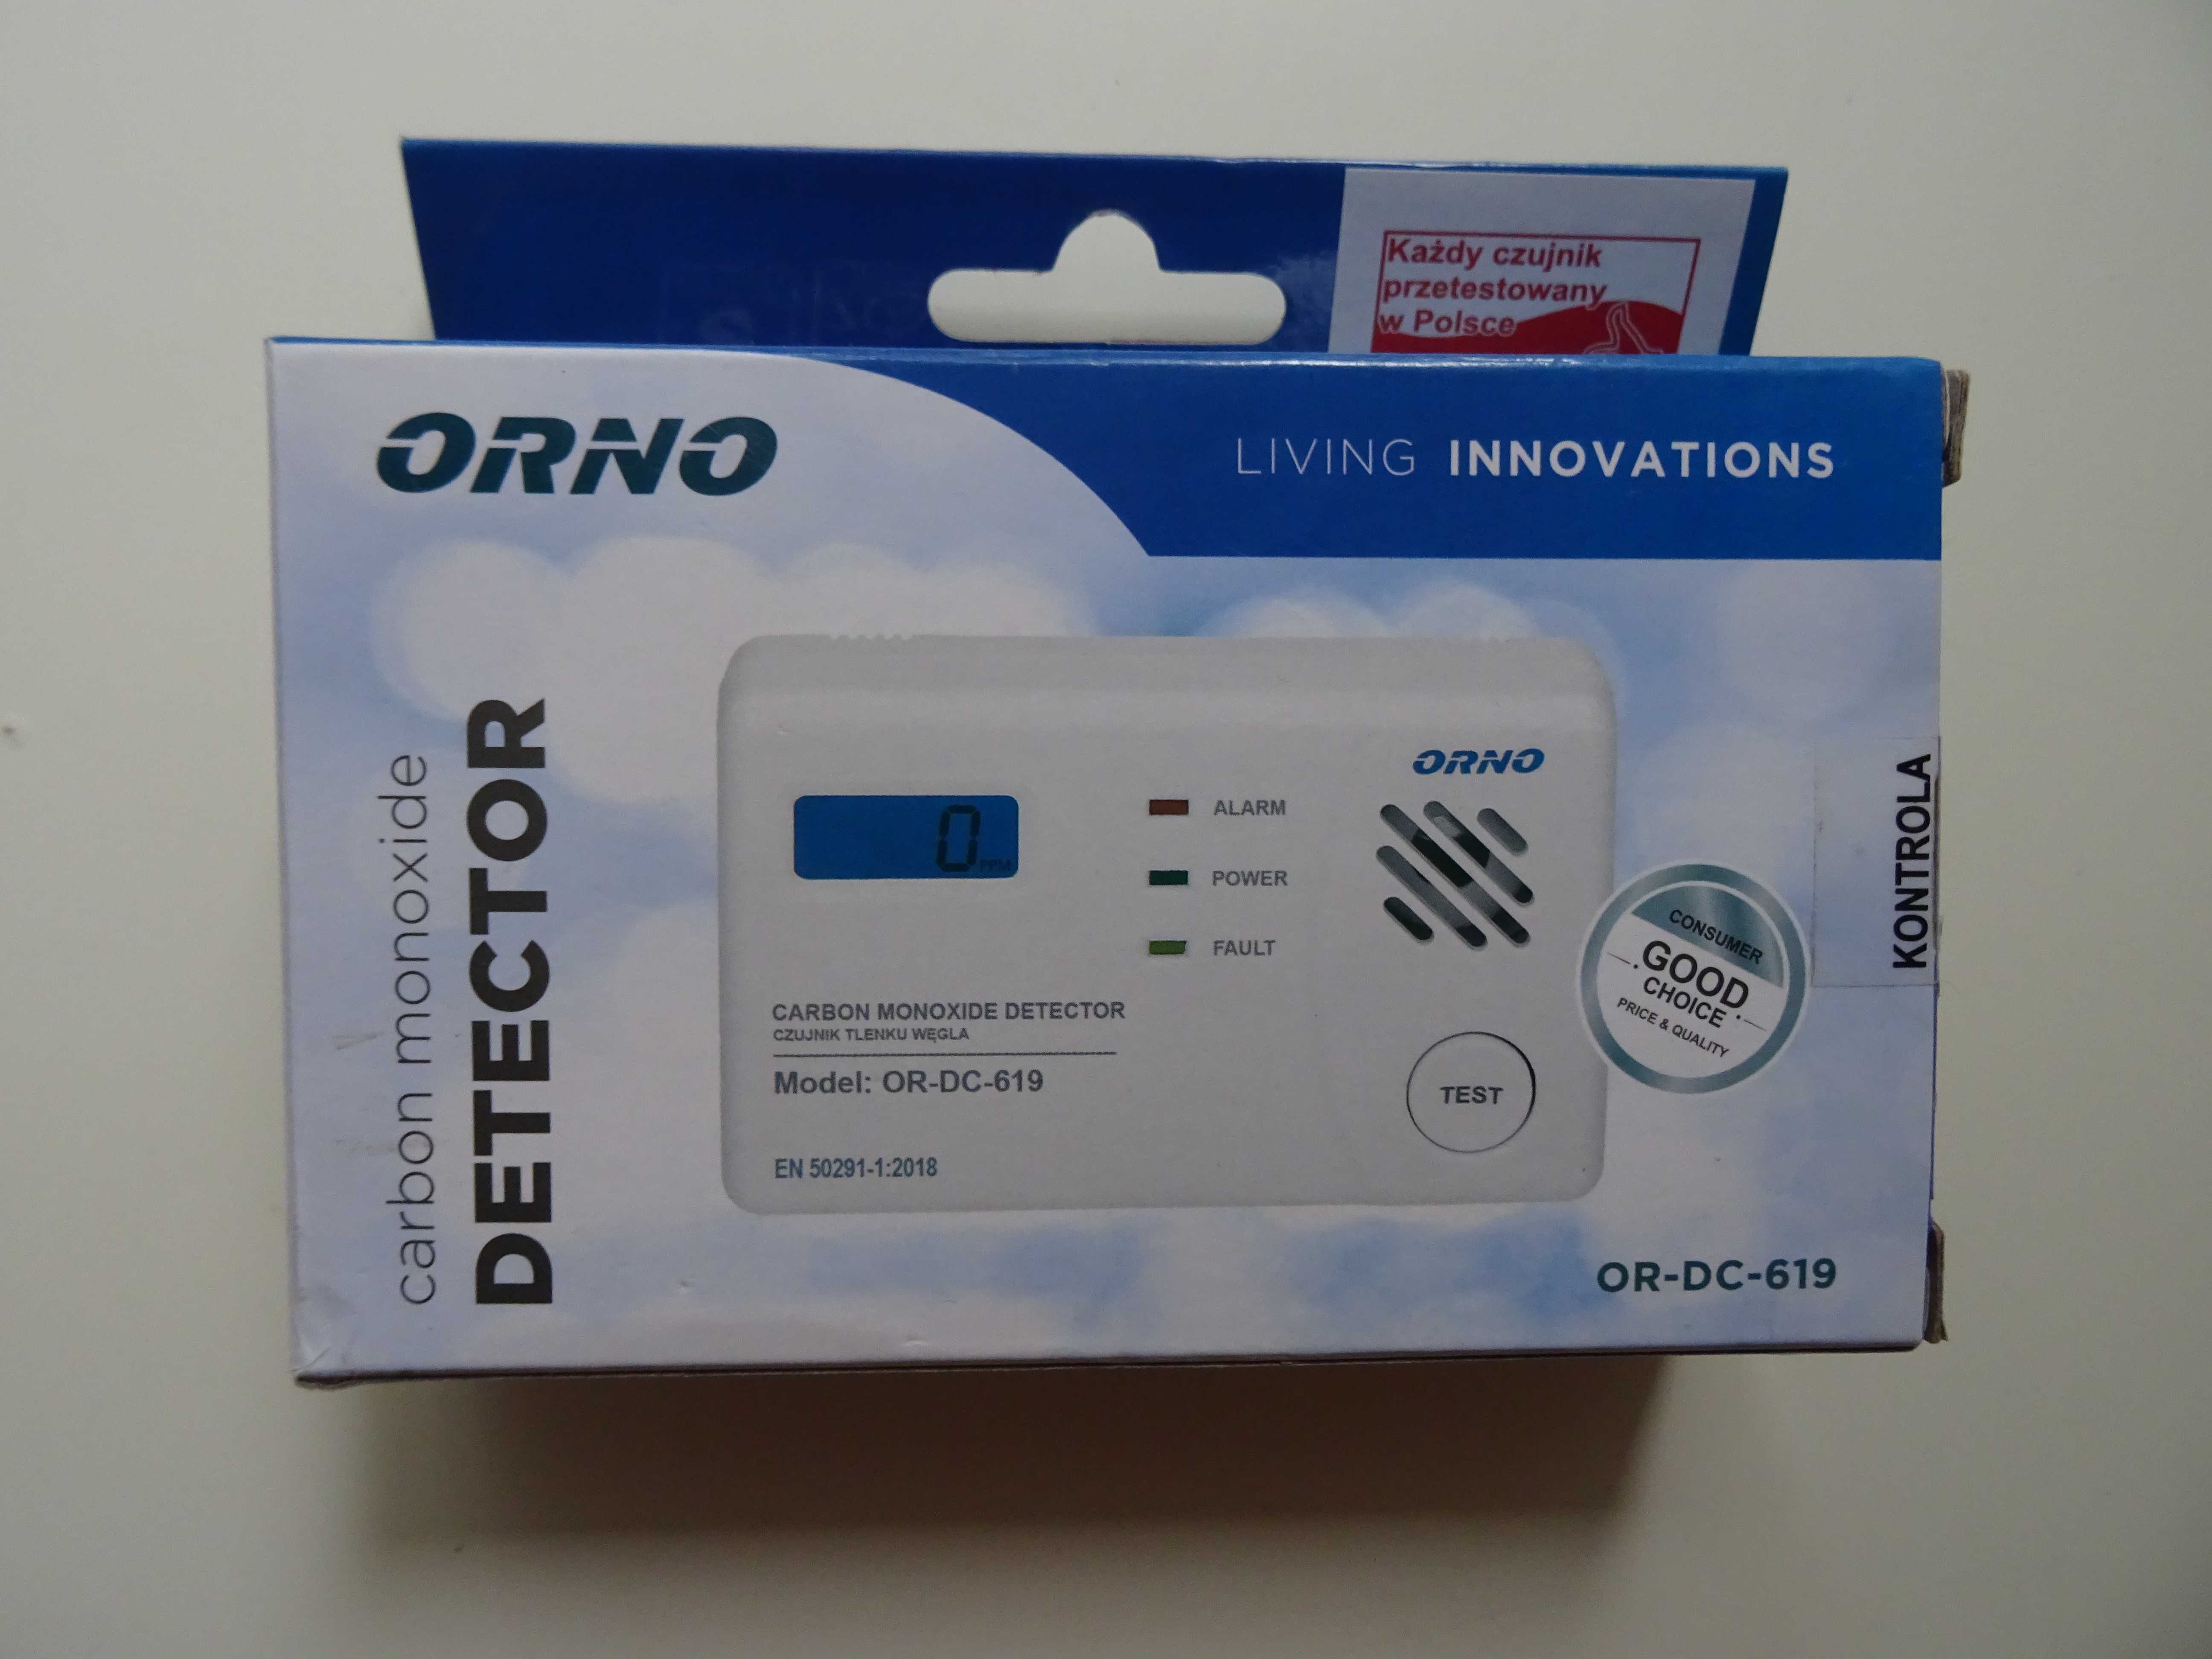 Każdy czujnik
przetestowany
w Polsce
ORNO
LIVING INNOVATIONS
carbon monoxide
DETECTOR
ORNO
0 PPM
ALARM
POWER
FAULT
CARBON MONOXIDE DETECTOR
CZUJNIK TLENKU WĘGLA
Model: OR-DC-619
EN 50291-1:2018
TEST
CONSUMER
GOOD
CHOICE
PRICE & QUALITY
KONTROLA
OR-DC-619